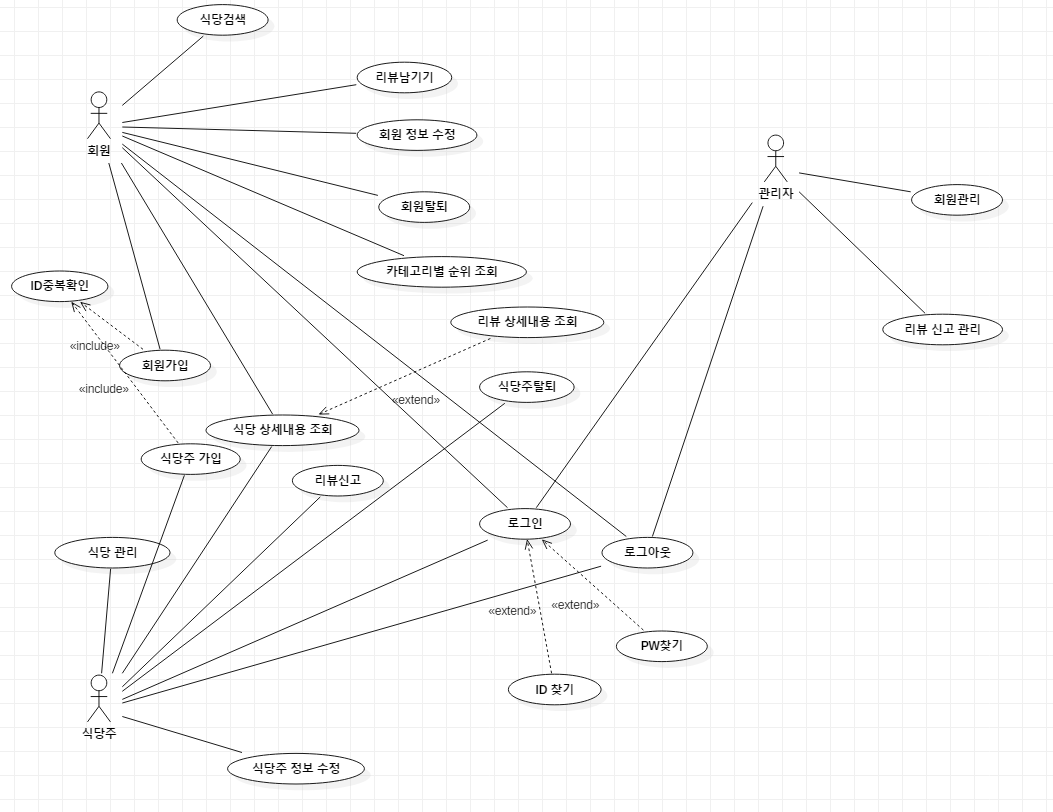 식당검색
리뷰남기기
회원 정보 수정
회원
관리자
회원관리
회원탈퇴
카테고리별 순위 조회
ID중복확인
리뷰 상세내용 조회
리뷰 신고 관리
«include»
회원가입
«include»
식당주탈퇴
«extend»
식당 상세내용 조회
식당주 가입
리뷰신고
로그인
식당 관리
로그아웃
«extend»
«extend»
PW찾기
ID 찾기
식당주
식당주 정보 수정